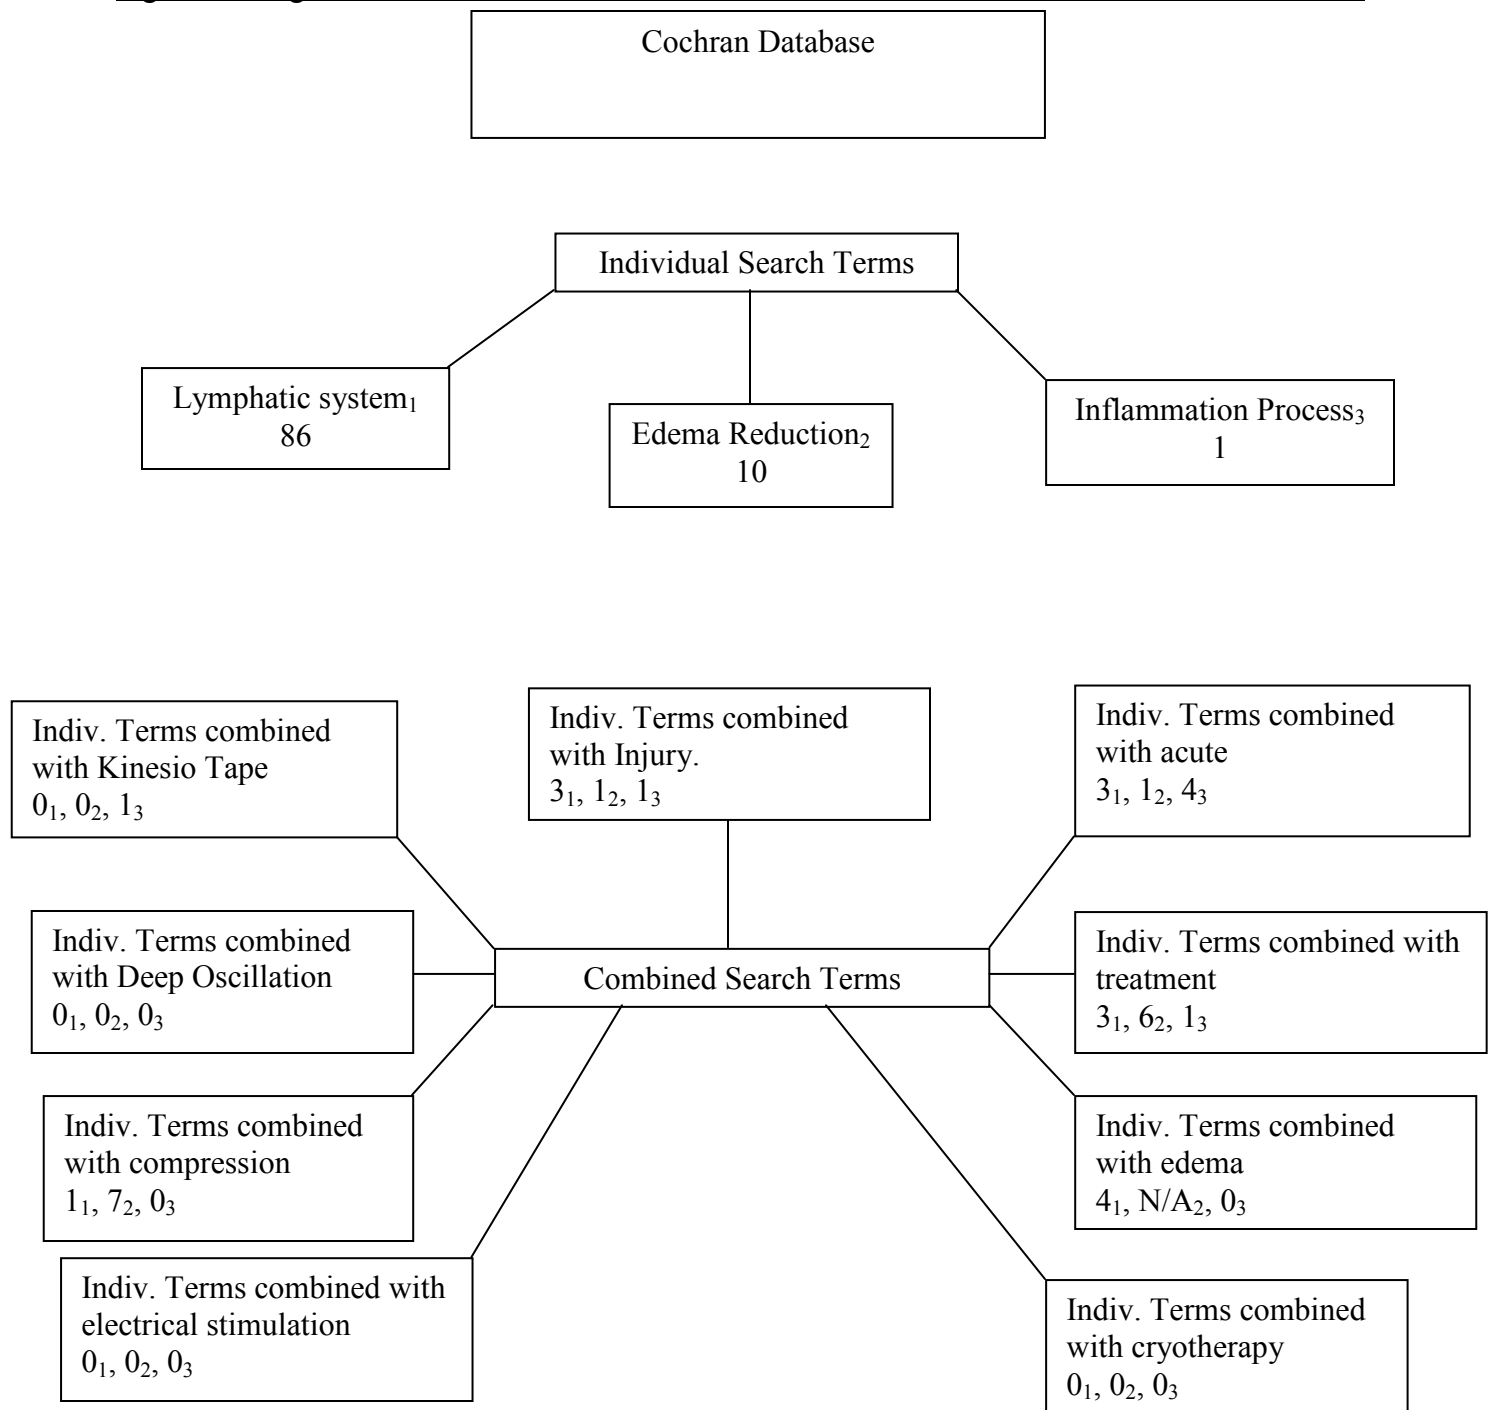 Cochran Database
Individual Search Terms
Lymphatic system₁
86
Edema Reduction₂
10
Inflammation Process₃
1
Indiv. Terms combined
with Kinesio Tape
0₁, 0₂, 1₃
Indiv. Terms combined
with Injury.
3₁, 1₂, 1₃
Indiv. Terms combined
with acute
3₁, 1₂, 4₃
Indiv. Terms combined
with Deep Oscillation
0₁, 0₂, 0₃
Combined Search Terms
Indiv. Terms combined with
treatment
3₁, 6₂, 1₃
Indiv. Terms combined
with compression
1₁, 7₂, 0₃
Indiv. Terms combined
with edema
4₁, N/A₂, 0₃
Indiv. Terms combined with
electrical stimulation
0₁, 0₂, 0₃
Indiv. Terms combined
with cryotherapy
0₁, 0₂, 0₃